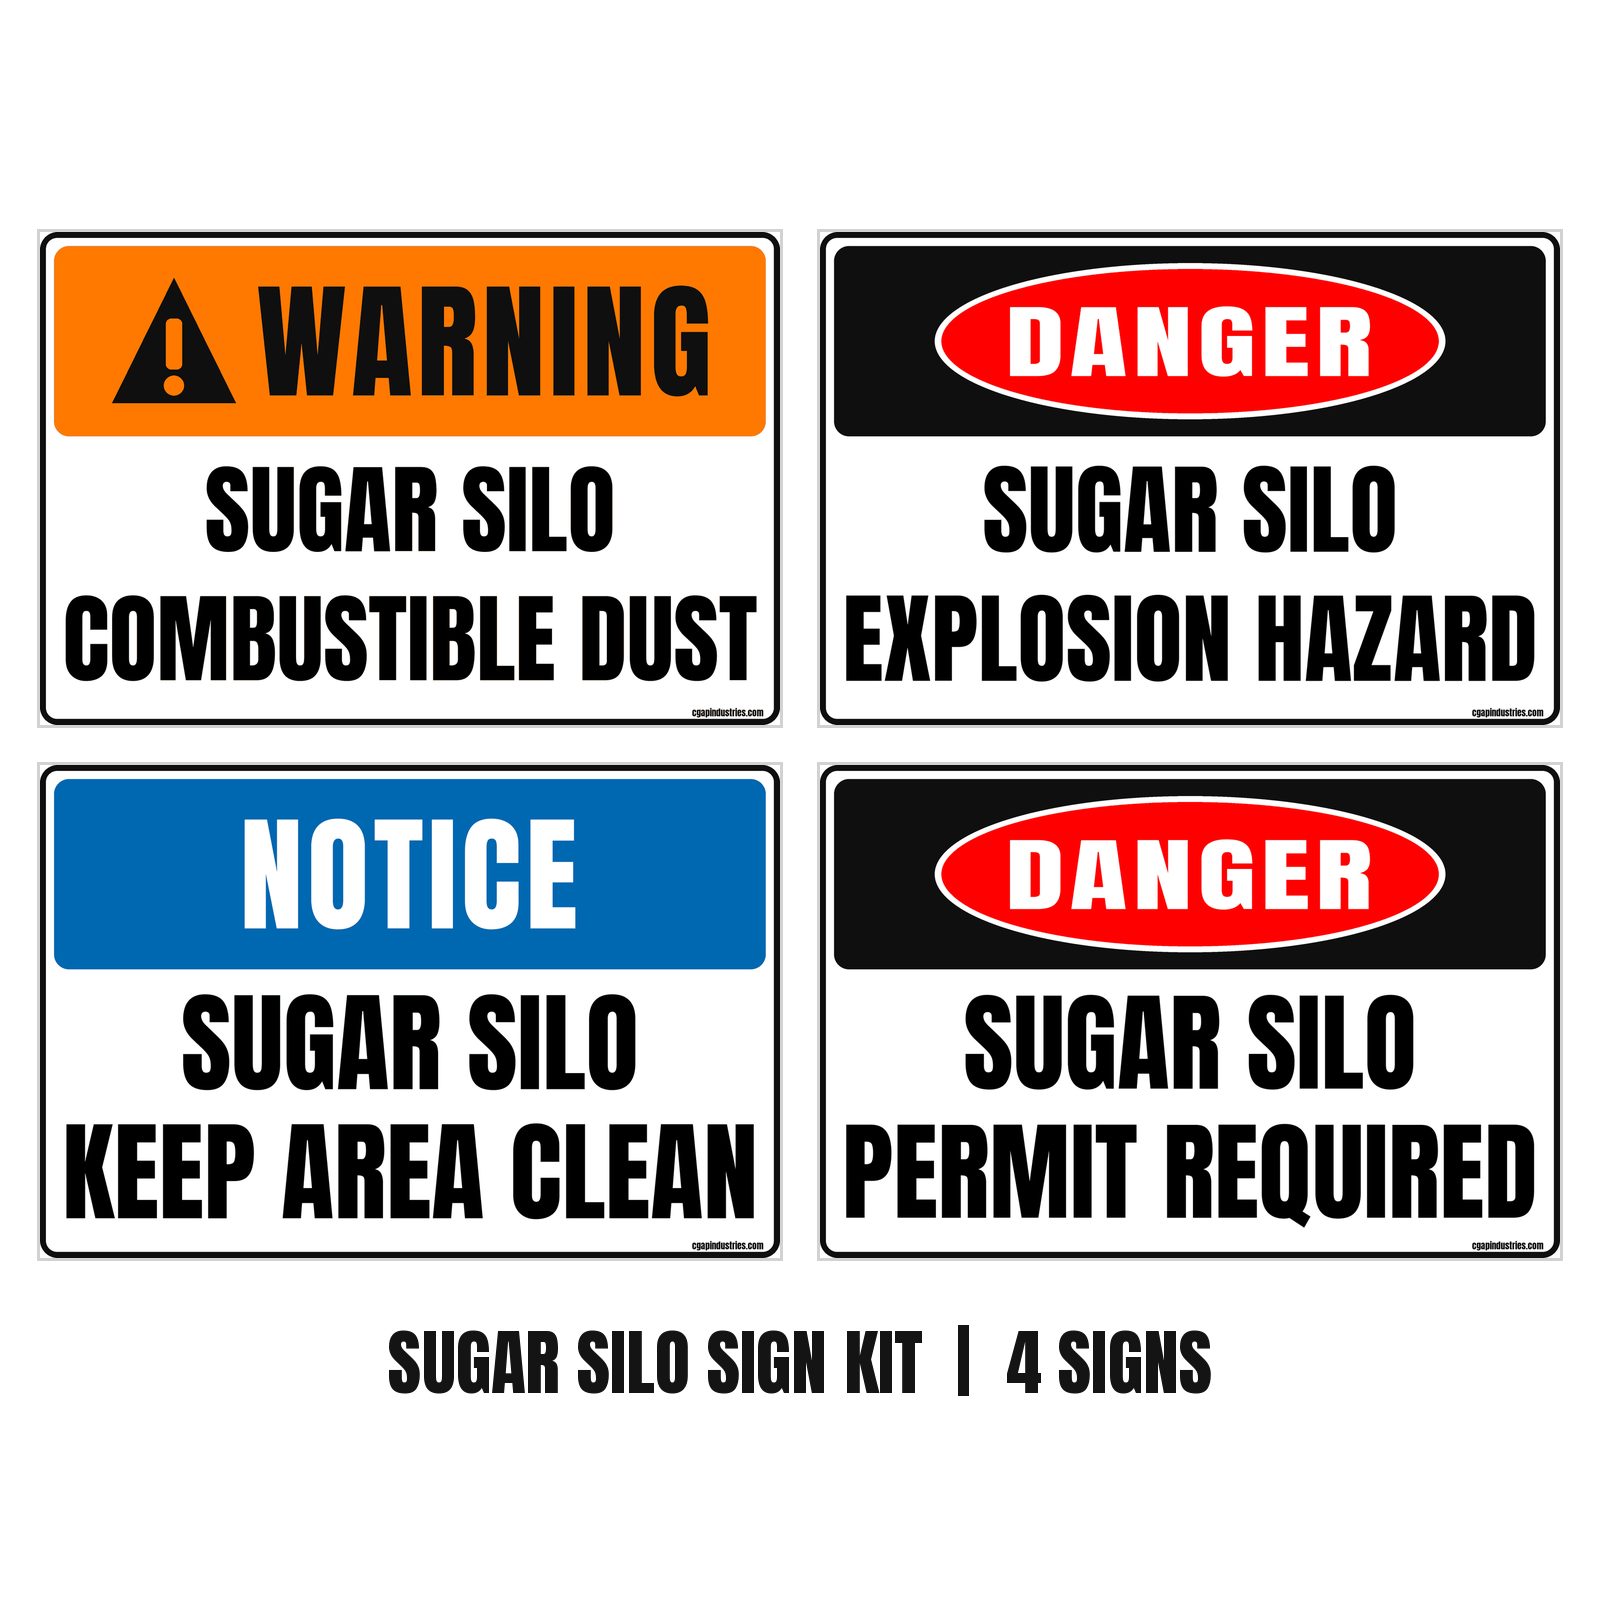 WARNING
SUGAR SILO
COMBUSTIBLE DUST
cgapindustries.com
DANGER
SUGAR SILO
EXPLOSION HAZARD
cgapindustries.com
NOTICE
SUGAR SILO
KEEP AREA CLEAN
cgapindustries.com
DANGER
SUGAR SILO
PERMIT REQUIRED
cgapindustries.com
SUGAR SILO SIGN KIT | 4 SIGNS